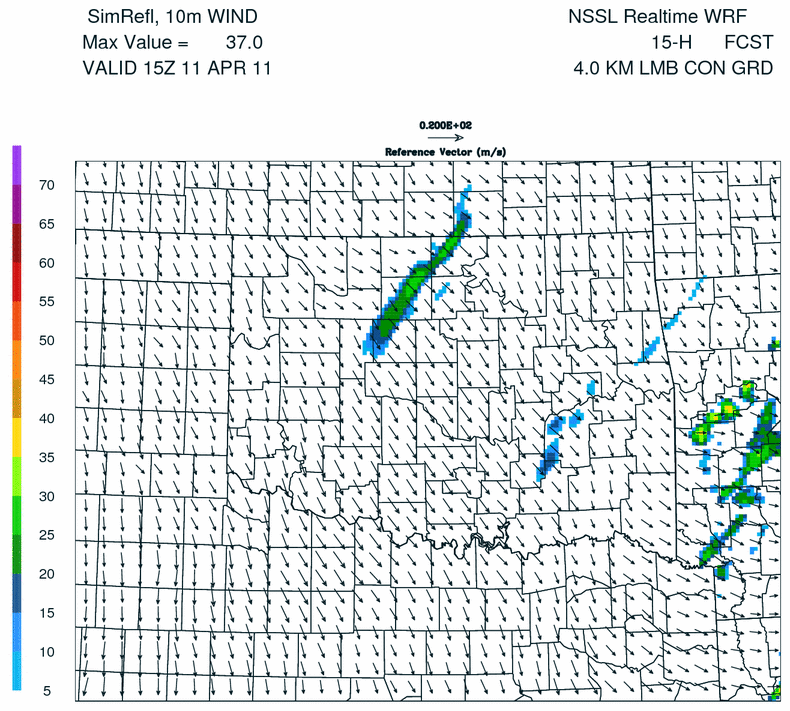 SimRefl, 10m WIND
NSSL Realtime WRF
Max Value = 37.0
15-H FCST
VALID 15Z 11 APR 11
4.0 KM LMB CON GRD
0.200E+02
Reference Vector (m/s)
70
65
60
55
50
45
40
35
30
25
20
15
10
5